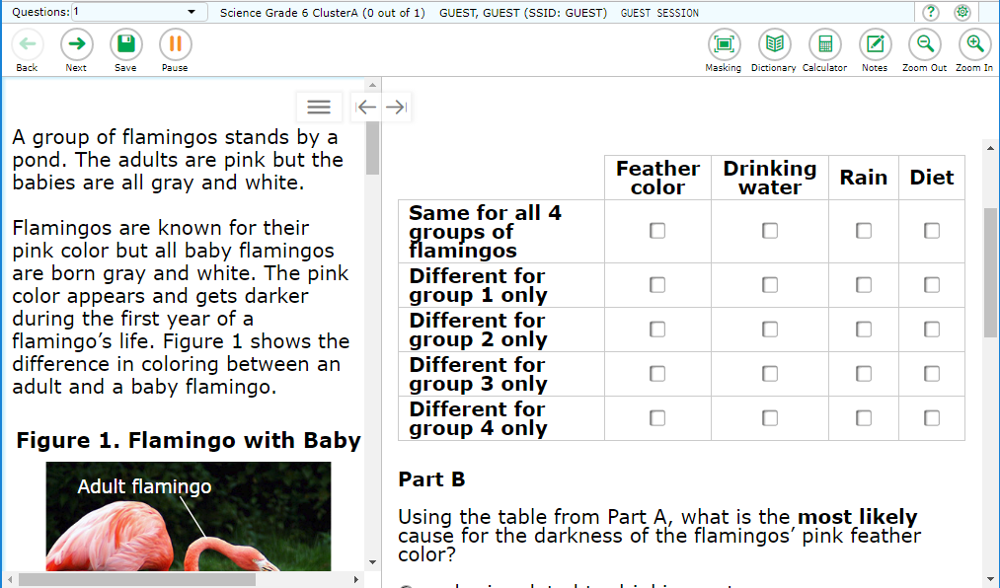 Questions: 1 Science Grade 6 ClusterA (0 out of 1) GUEST, GUEST (SSID: GUEST) GUEST SESSION ?
Back Next Save Pause Masking Dictionary Calculator Notes Zoom Out Zoom In
A group of flamingos stands by a
pond. The adults are pink but the
babies are all gray and white.
Flamingos are known for their
pink color but all baby flamingos
are born gray and white. The pink
color appears and gets darker
during the first year of a
flamingo’s life. Figure 1 shows the
difference in coloring between an
adult and a baby flamingo.
Figure 1. Flamingo with Baby
Adult flamingo
Feather
color
Drinking
water
Rain
Diet
Same for all 4
groups of
flamingos
Different for
group 1 only
Different for
group 2 only
Different for
group 3 only
Different for
group 4 only
Part B
Using the table from Part A, what is the most likely
cause for the darkness of the flamingos’ pink feather
color?